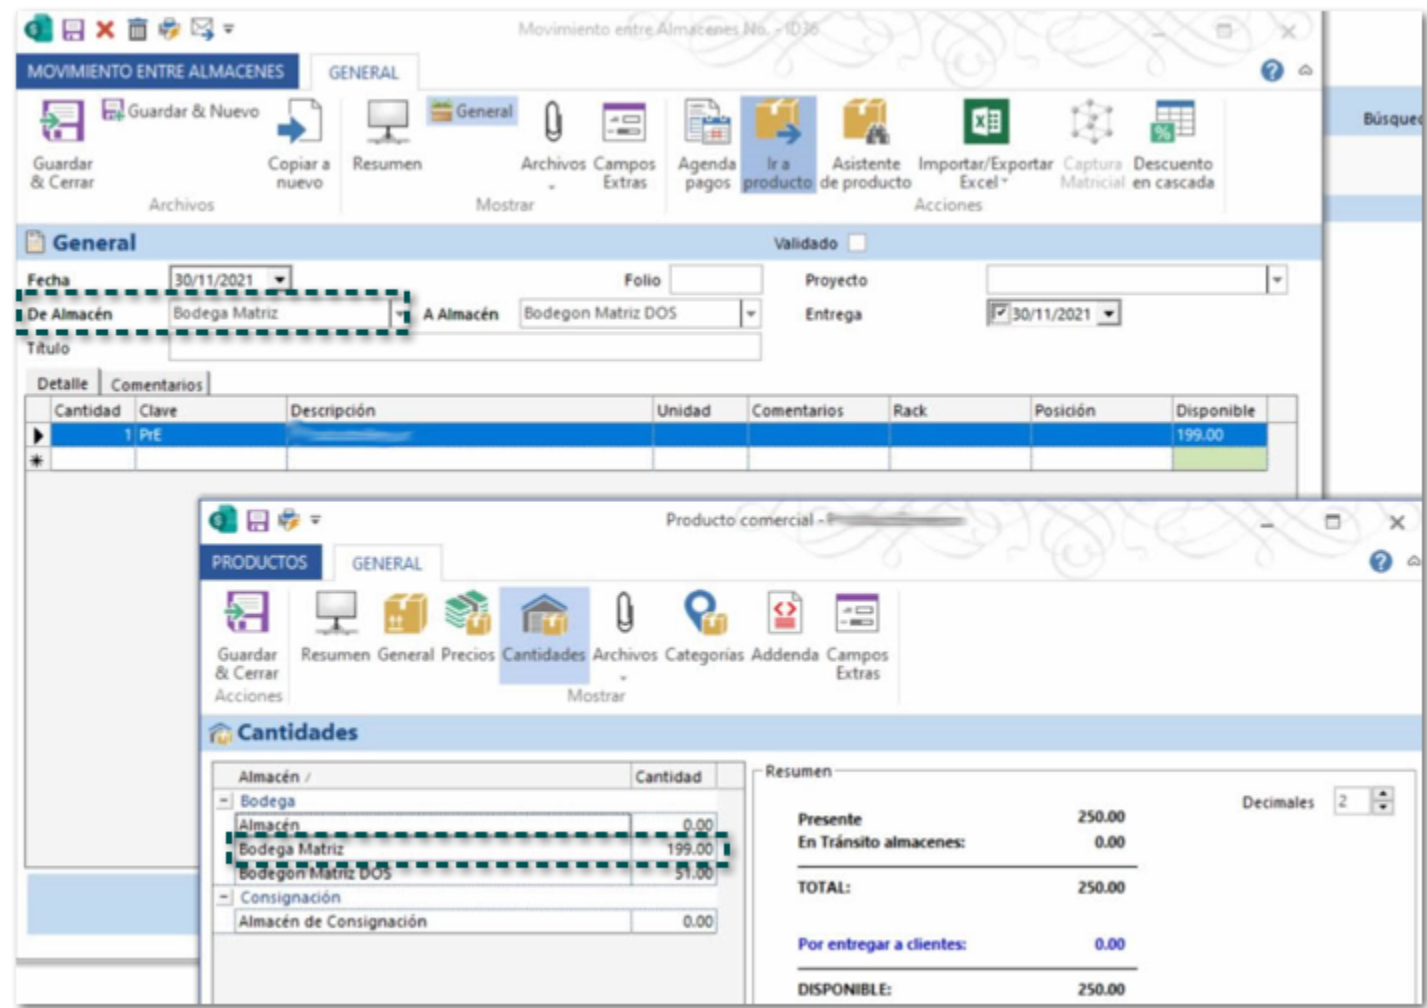 Movimiento entre Almacenes No. - ID36
MOVIMIENTO ENTRE ALMACENES GENERAL
Guardar & Cerrar
Guardar & Nuevo
Copiar a nuevo
Archivos
Resumen
General
Archivos
Campos Extras
Mostrar
Agenda pagos
Ir a producto
Asistente de producto
Importar/Exportar Excel
Captura Matricial
Descuento en cascada
Acciones
General Validado
Fecha 30/11/2021 Folio Proyecto
De Almacén Bodega Matriz A Almacén Bodegon Matriz DOS Entrega 30/11/2021
Título
Detalle Comentarios
Cantidad Clave Descripción Unidad Comentarios Rack Posición Disponible
1 PrE 199.00
Producto comercial -
PRODUCTOS GENERAL
Guardar & Cerrar
Acciones
Resumen General Precios Cantidades Archivos Categorías Addenda Campos Extras
Mostrar
Cantidades
Almacén / Cantidad
Bodega
Almacén 0.00
Bodega Matriz 199.00
Bodegon Matriz DOS 51.00
Consignación
Almacén de Consignación 0.00
Resumen
Decimales 2
Presente 250.00
En Tránsito almacenes: 0.00
TOTAL: 250.00
Por entregar a clientes: 0.00
DISPONIBLE: 250.00